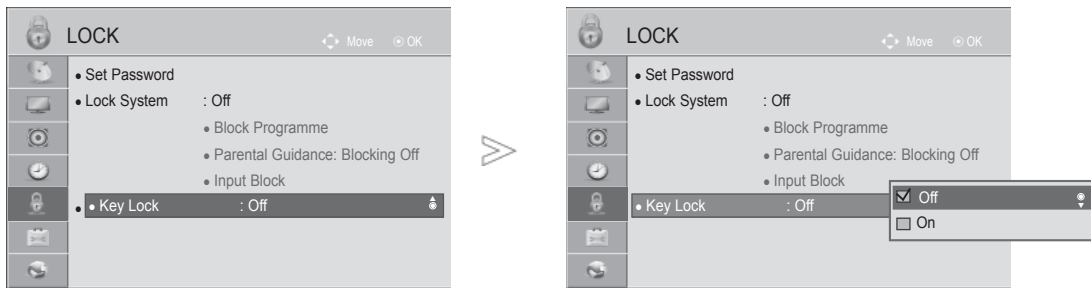 LOCK
Move OK
• Set Password
• Lock System : Off
• Block Programme
• Parental Guidance: Blocking Off
• Input Block
• • Key Lock : Off
LOCK
Move OK
• Set Password
• Lock System : Off
• Block Programme
• Parental Guidance: Blocking Off
• Input Block
• Key Lock : Off
Off
On